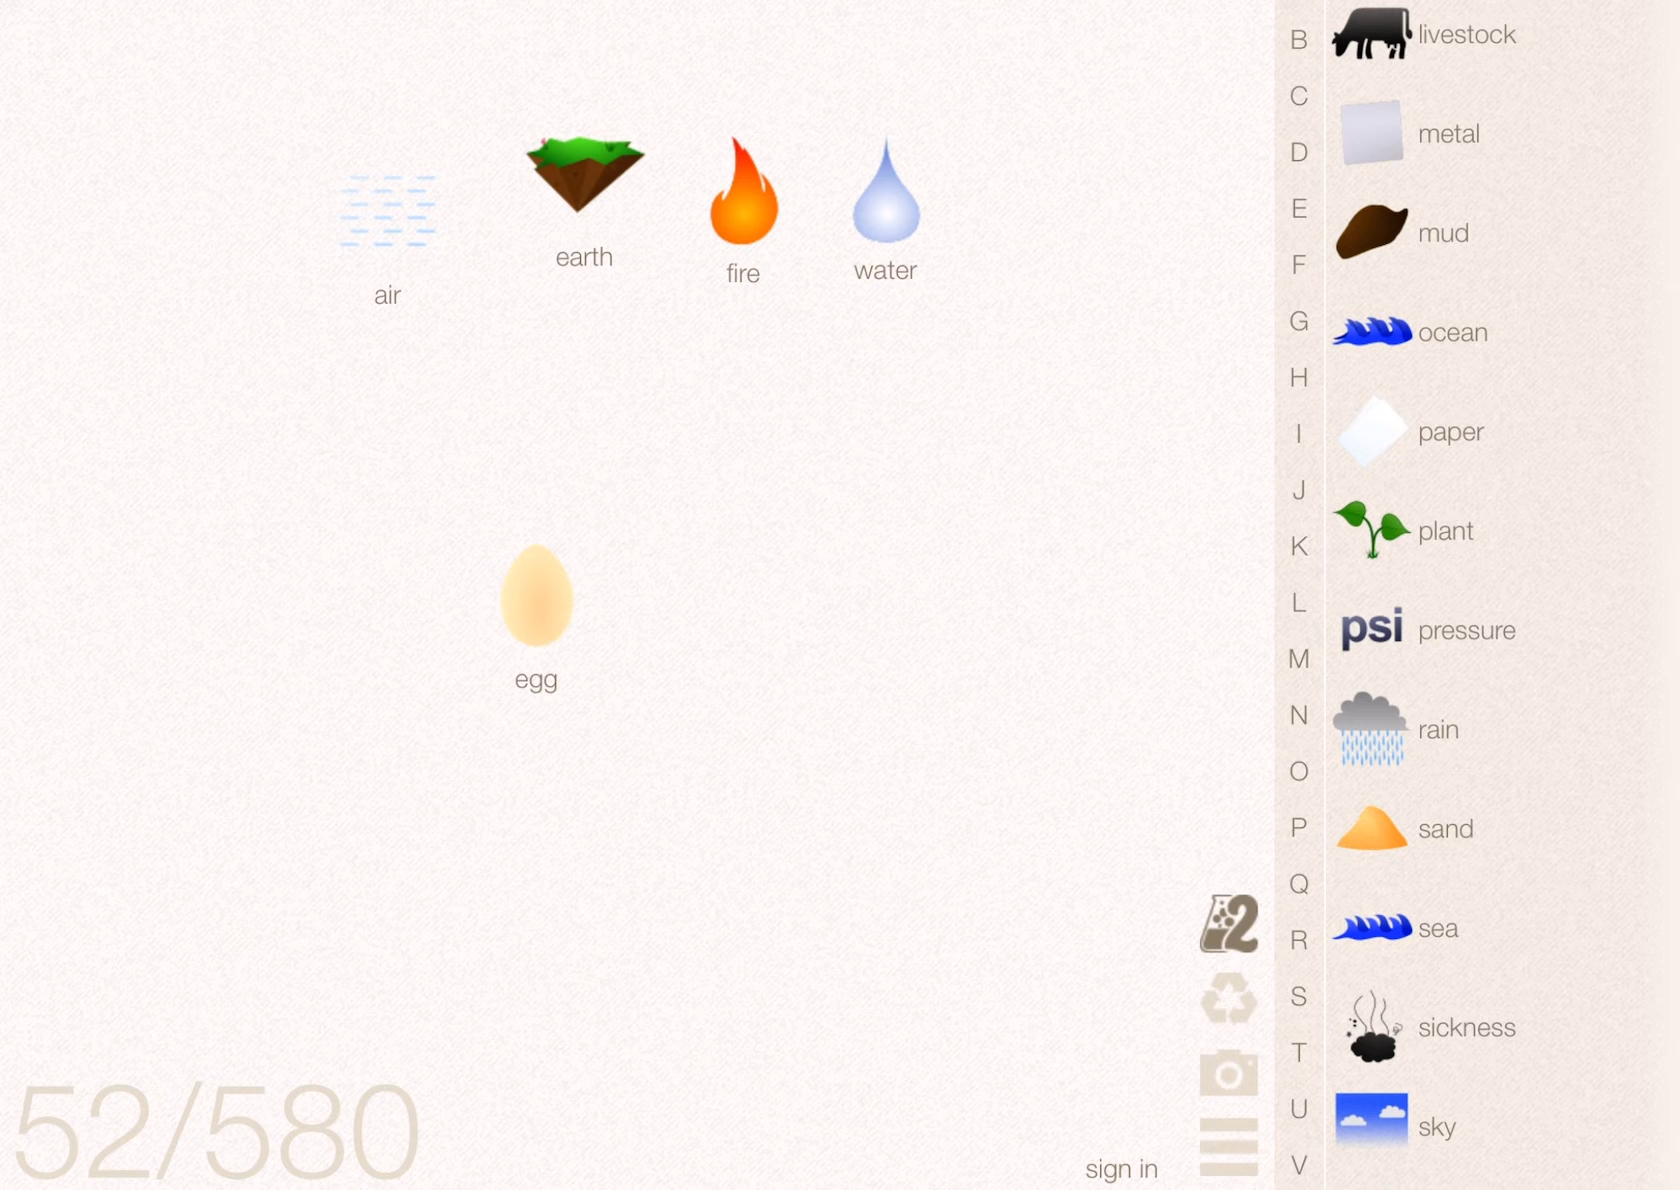 air
earth
fire
water
egg
52/580
sign in
2
B
C
D
E
F
G
H
I
J
K
L
M
N
O
P
Q
R
S
T
U
V
livestock
metal
mud
ocean
paper
plant
psi pressure
rain
sand
sea
sickness
sky